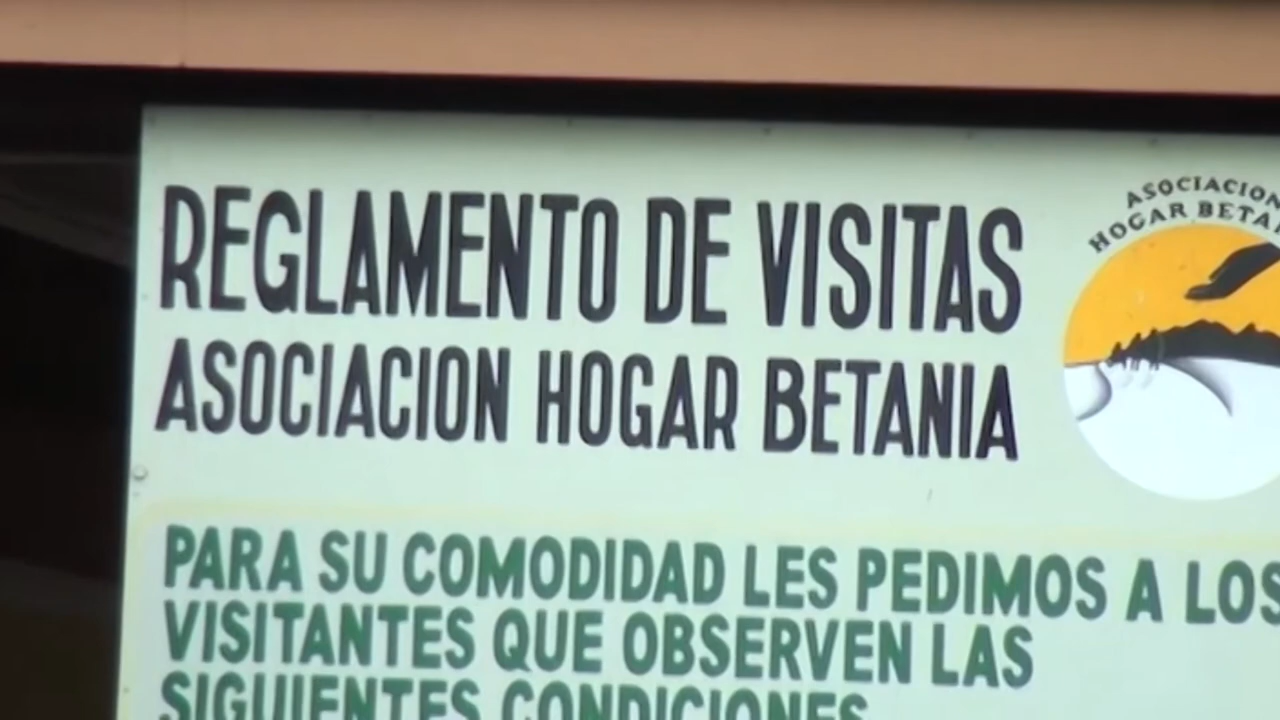 REGLAMENTO DE VISITAS
ASOCIACION HOGAR BETANIA
ASOCIACION
HOGAR
PARA SU COMODIDAD LES PEDIMOS A LOS
VISITANTES QUE OBSERVEN LAS
SIGUIENTES CONDICIONES